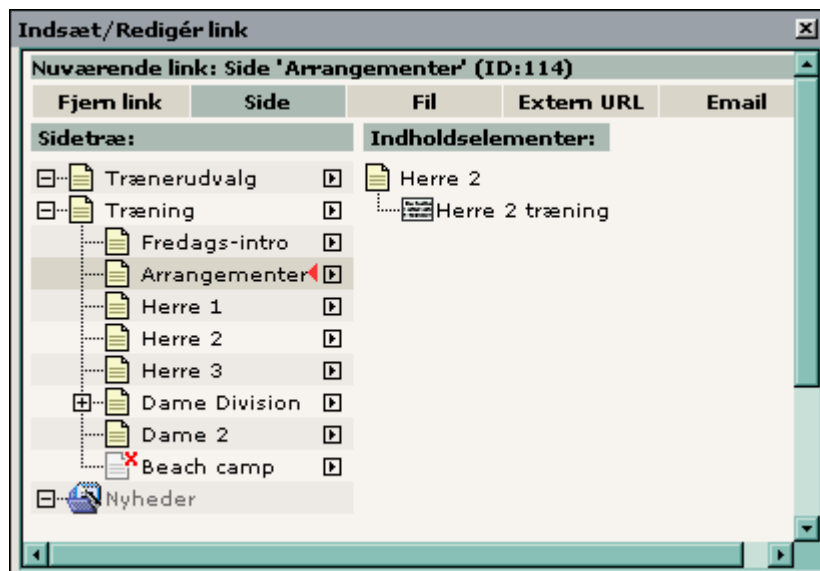 Indsæt/Redigér link
Nuværende link: Side 'Arrangementer' (ID:114)
Fjern link Side Fil Extern URL Email
Sidetræ:
Trænerudvalg
Træning
Fredags-intro
Arrangementer
Herre 1
Herre 2
Herre 3
Dame Division
Dame 2
Beach camp
Nyheder
Indholdselementer:
Herre 2
Herre 2 træning